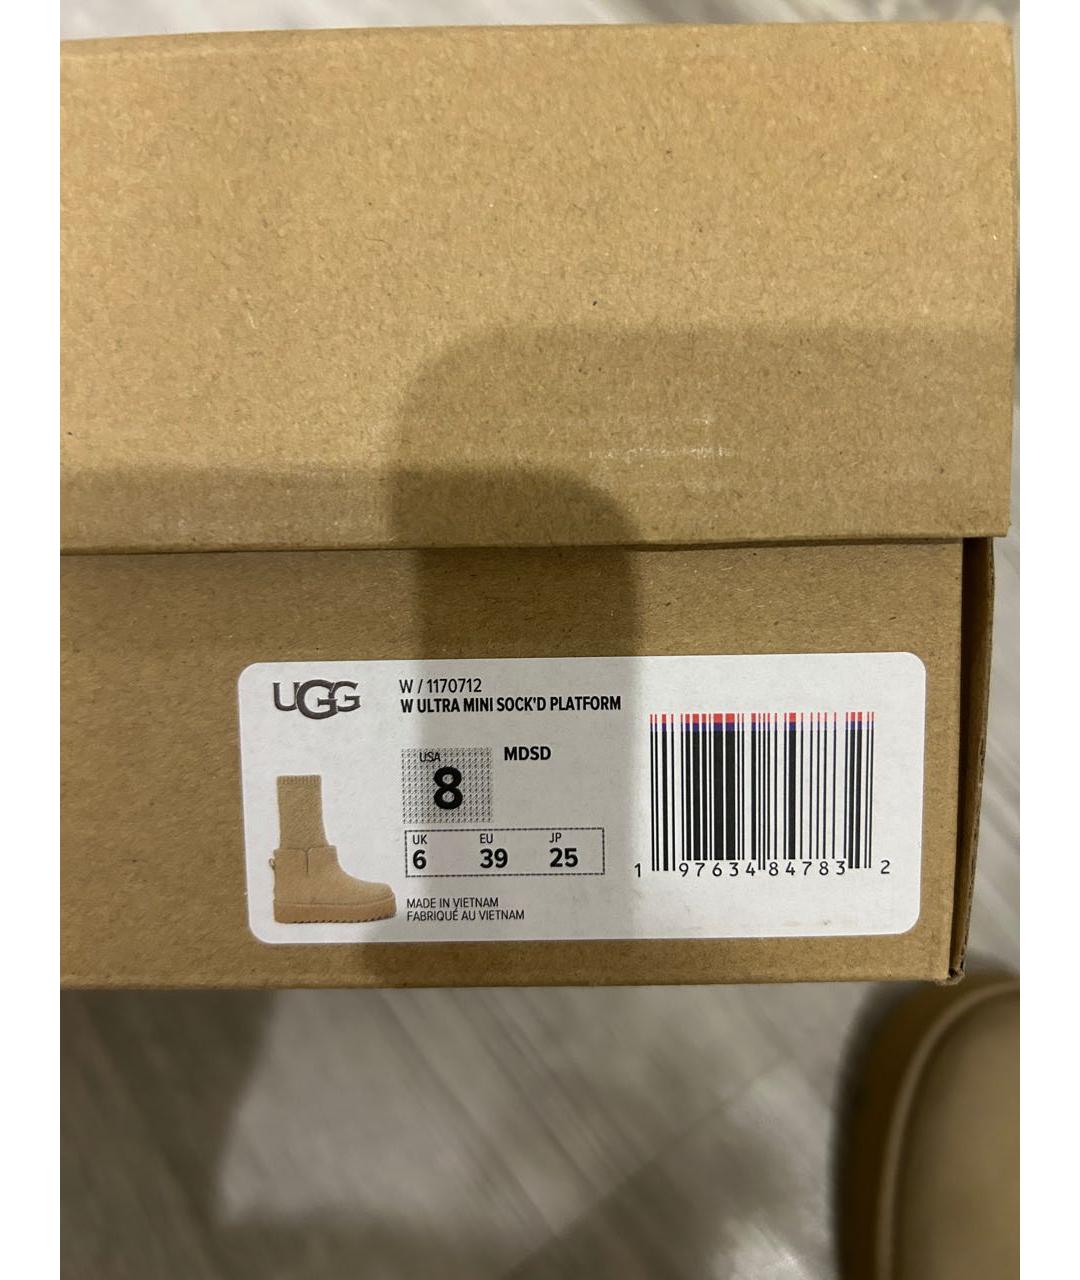 UGG
W / 1170712
W ULTRA MINI SOCK'D PLATFORM
USA
8
MDSD
UK EU JP
6 39 25
MADE IN VIETNAM
FABRIQUÉ AU VIETNAM
1 97634 84783 2